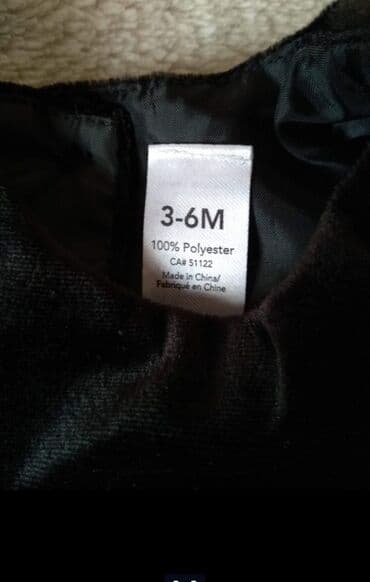 3-6M
100% Polyester
CA# 51122
Made in China/
Fabriqué en Chine